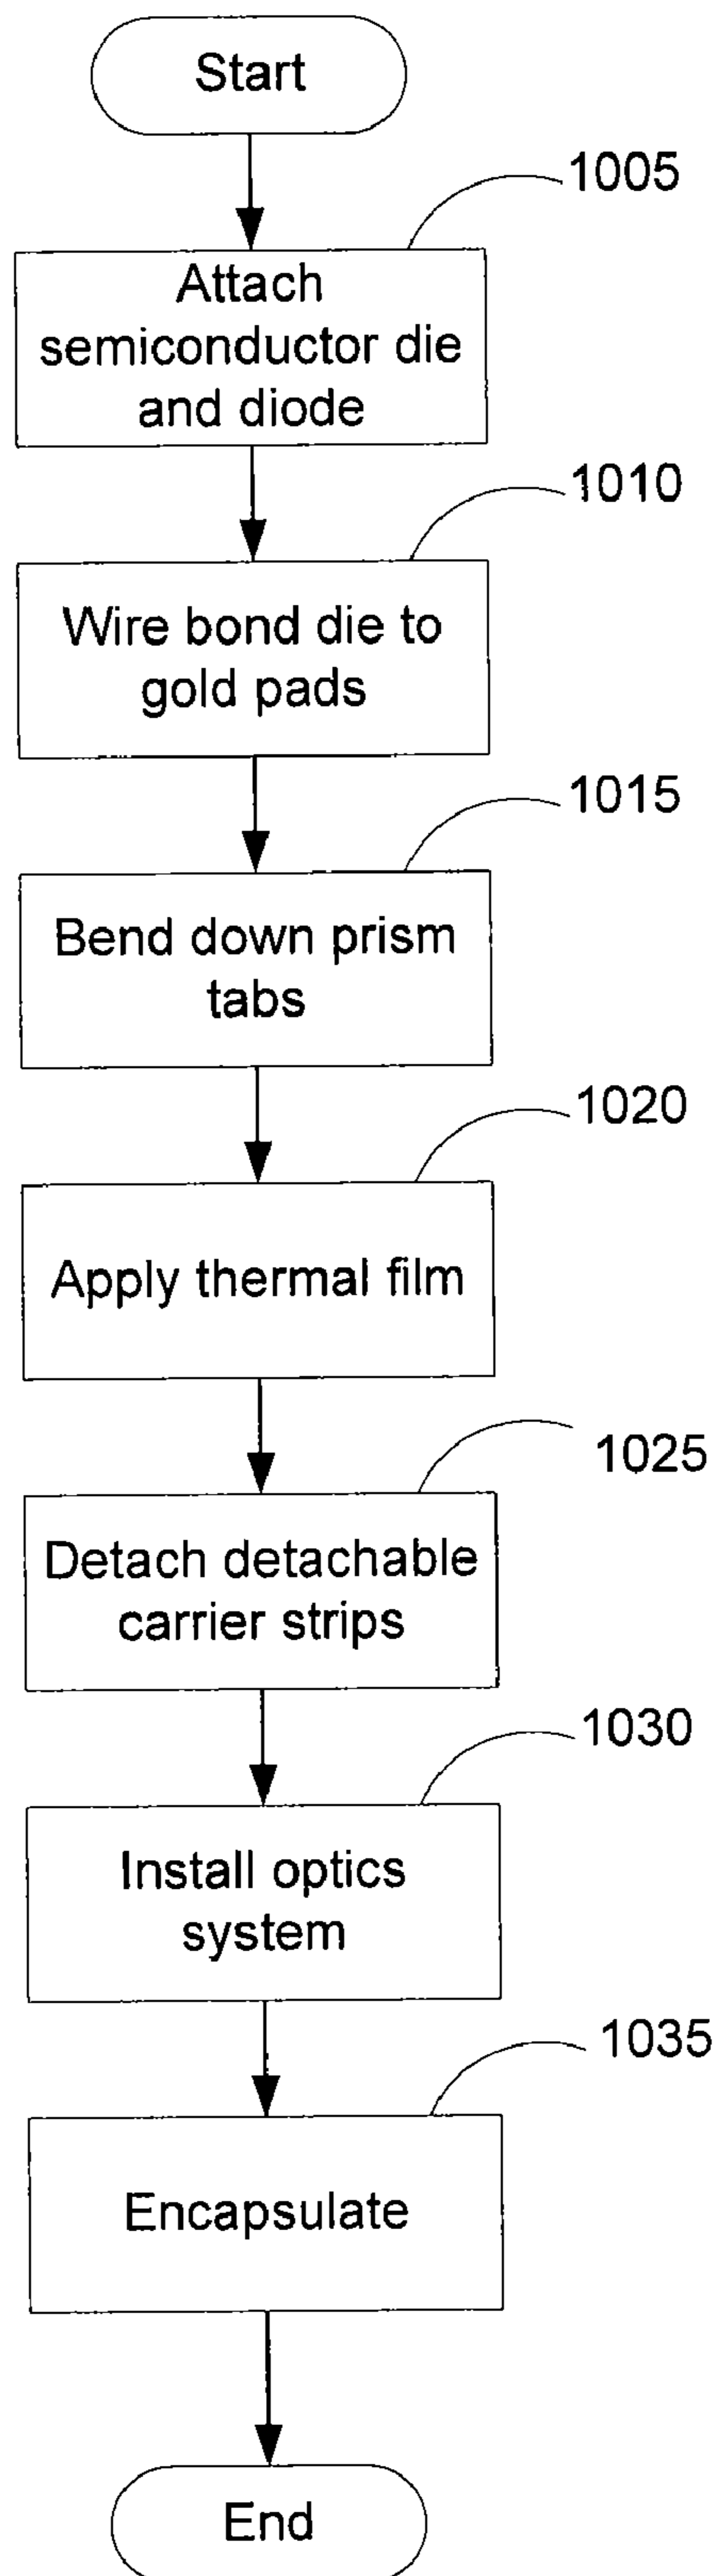 Start
1005
Attach
semiconductor die
and diode
1010
Wire bond die to
gold pads
1015
Bend down prism
tabs
1020
Apply thermal film
1025
Detach detachable
carrier strips
1030
Install optics
system
1035
Encapsulate
End